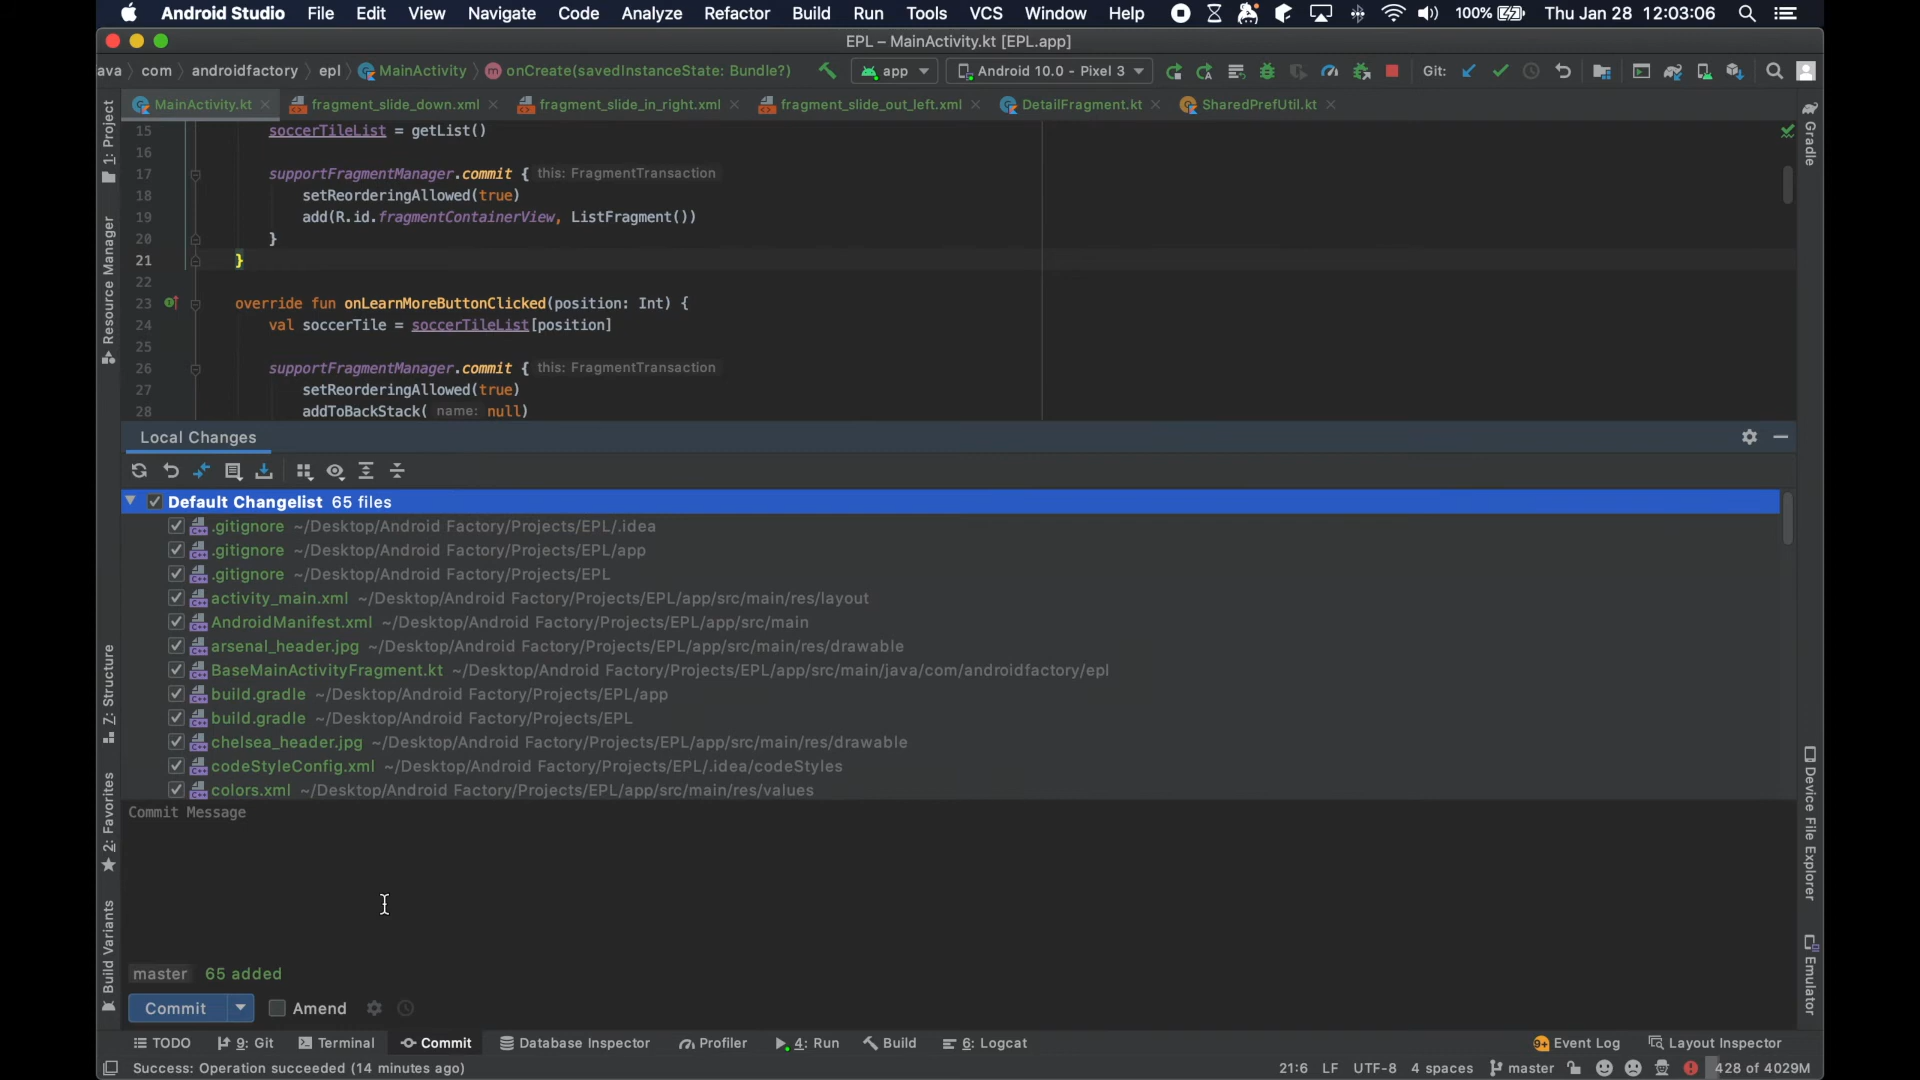 Android Studio File Edit View Navigate Code Analyze Refactor Build Run Tools VCS Window Help 100% Thu Jan 28 12:03:06
EPL – MainActivity.kt [EPL.app]
ava com androidfactory epl MainActivity onCreate(savedInstanceState: Bundle?) app Android 10.0 - Pixel 3 Git:
MainActivity.kt fragment_slide_down.xml fragment_slide_in_right.xml fragment_slide_out_left.xml DetailFragment.kt SharedPrefUtil.kt
1: Project
Resource Manager
Z: Structure
2: Favorites
Build Variants
15 soccerTileList = getList()
16
17 supportFragmentManager.commit { this: FragmentTransaction
18 setReorderingAllowed(true)
19 add(R.id.fragmentContainerView, ListFragment())
20 }
21 }
22
23 override fun onLearnMoreButtonClicked(position: Int) {
24 val soccerTile = soccerTileList[position]
25
26 supportFragmentManager.commit { this: FragmentTransaction
27 setReorderingAllowed(true)
28 addToBackStack( name: null)
Gradle
Device File Explorer
Emulator
Local Changes
Default Changelist 65 files
.gitignore ~/Desktop/Android Factory/Projects/EPL/.idea
.gitignore ~/Desktop/Android Factory/Projects/EPL/app
.gitignore ~/Desktop/Android Factory/Projects/EPL
activity_main.xml ~/Desktop/Android Factory/Projects/EPL/app/src/main/res/layout
AndroidManifest.xml ~/Desktop/Android Factory/Projects/EPL/app/src/main
arsenal_header.jpg ~/Desktop/Android Factory/Projects/EPL/app/src/main/res/drawable
BaseMainActivityFragment.kt ~/Desktop/Android Factory/Projects/EPL/app/src/main/java/com/androidfactory/epl
build.gradle ~/Desktop/Android Factory/Projects/EPL/app
build.gradle ~/Desktop/Android Factory/Projects/EPL
chelsea_header.jpg ~/Desktop/Android Factory/Projects/EPL/app/src/main/res/drawable
codeStyleConfig.xml ~/Desktop/Android Factory/Projects/EPL/.idea/codeStyles
colors.xml ~/Desktop/Android Factory/Projects/EPL/app/src/main/res/values
Commit Message
master 65 added
Commit Amend
TODO 9: Git Terminal Commit Database Inspector Profiler 4: Run Build 6: Logcat 9+ Event Log Layout Inspector
Success: Operation succeeded (14 minutes ago) 21:6 LF UTF-8 4 spaces master 428 of 4029M